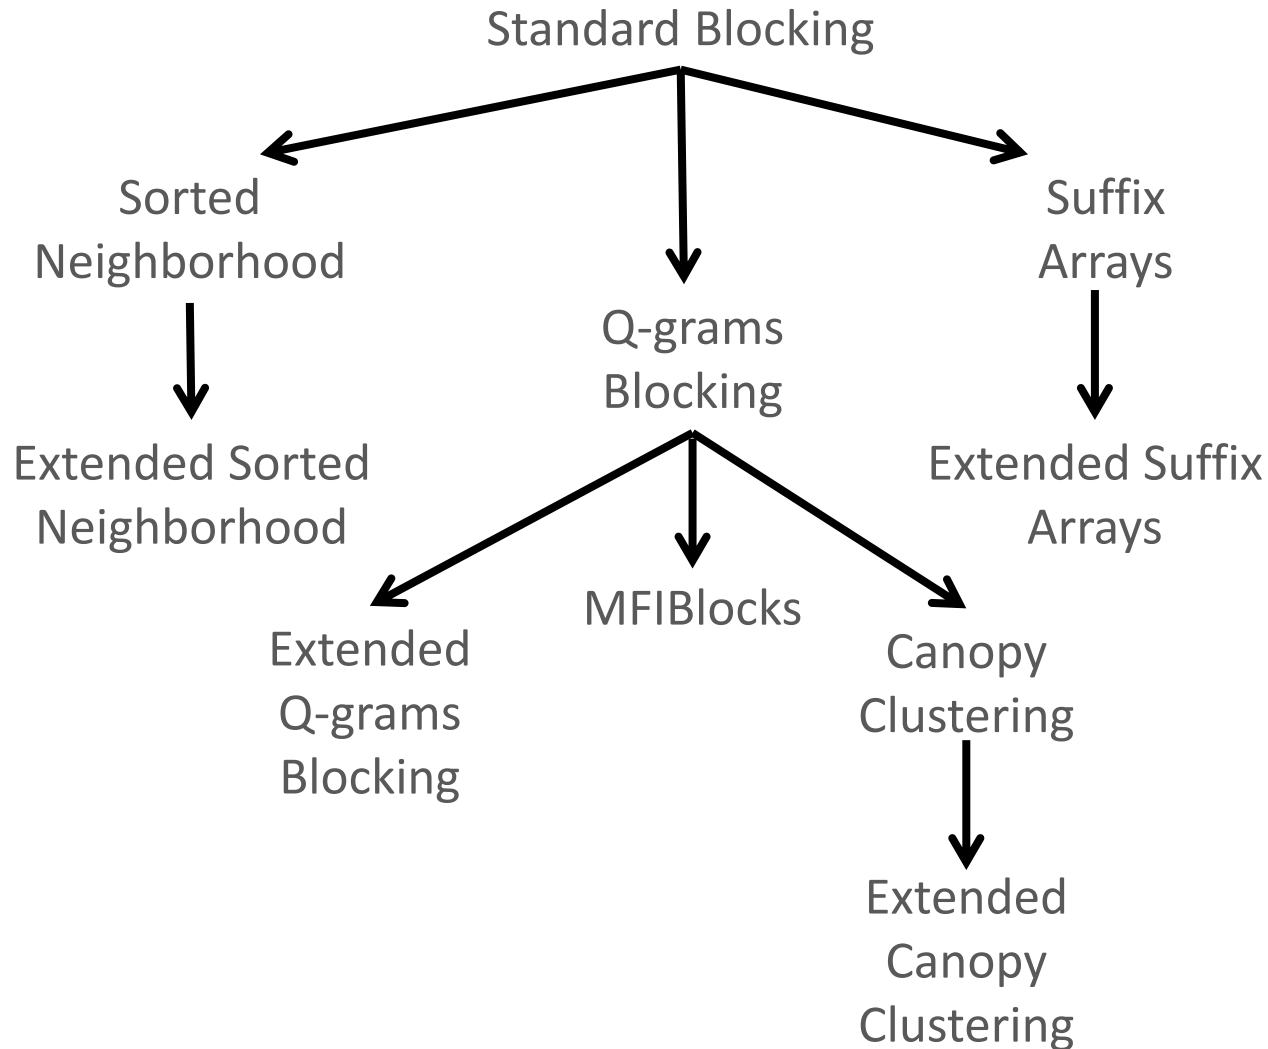 Standard Blocking
Sorted
Neighborhood
Suffix
Arrays
Q-grams
Blocking
Extended Sorted
Neighborhood
Extended Suffix
Arrays
Extended
Q-grams
Blocking
MFIBlocks
Canopy
Clustering
Extended
Canopy
Clustering